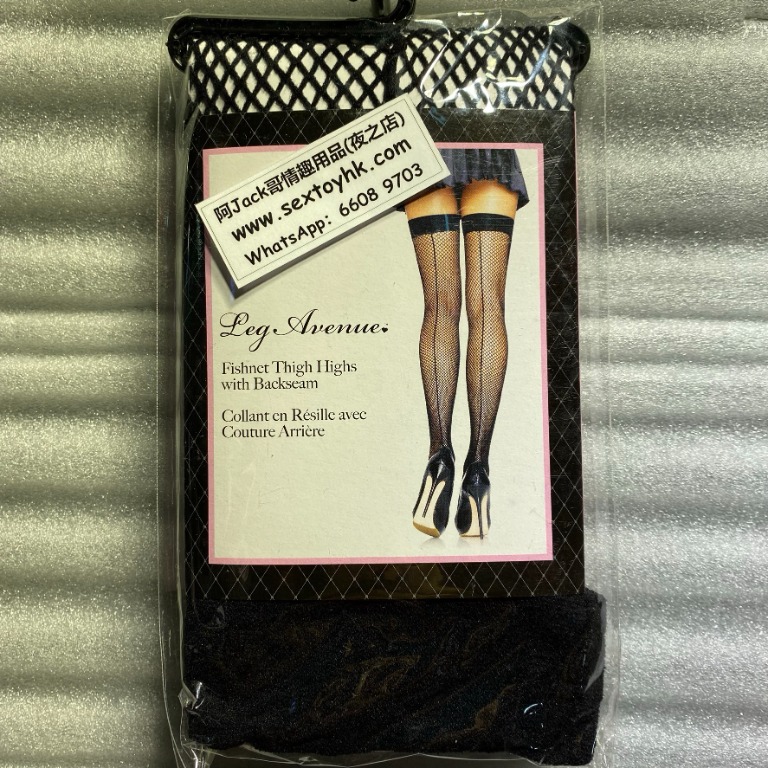 阿Jack哥情趣用品(夜之店)
www.sextoyhk.com
WhatsApp: 6608 9703
Leg Avenue
Fishnet Thigh Highs
with Backseam
Collant en Résille avec
Couture Arrière